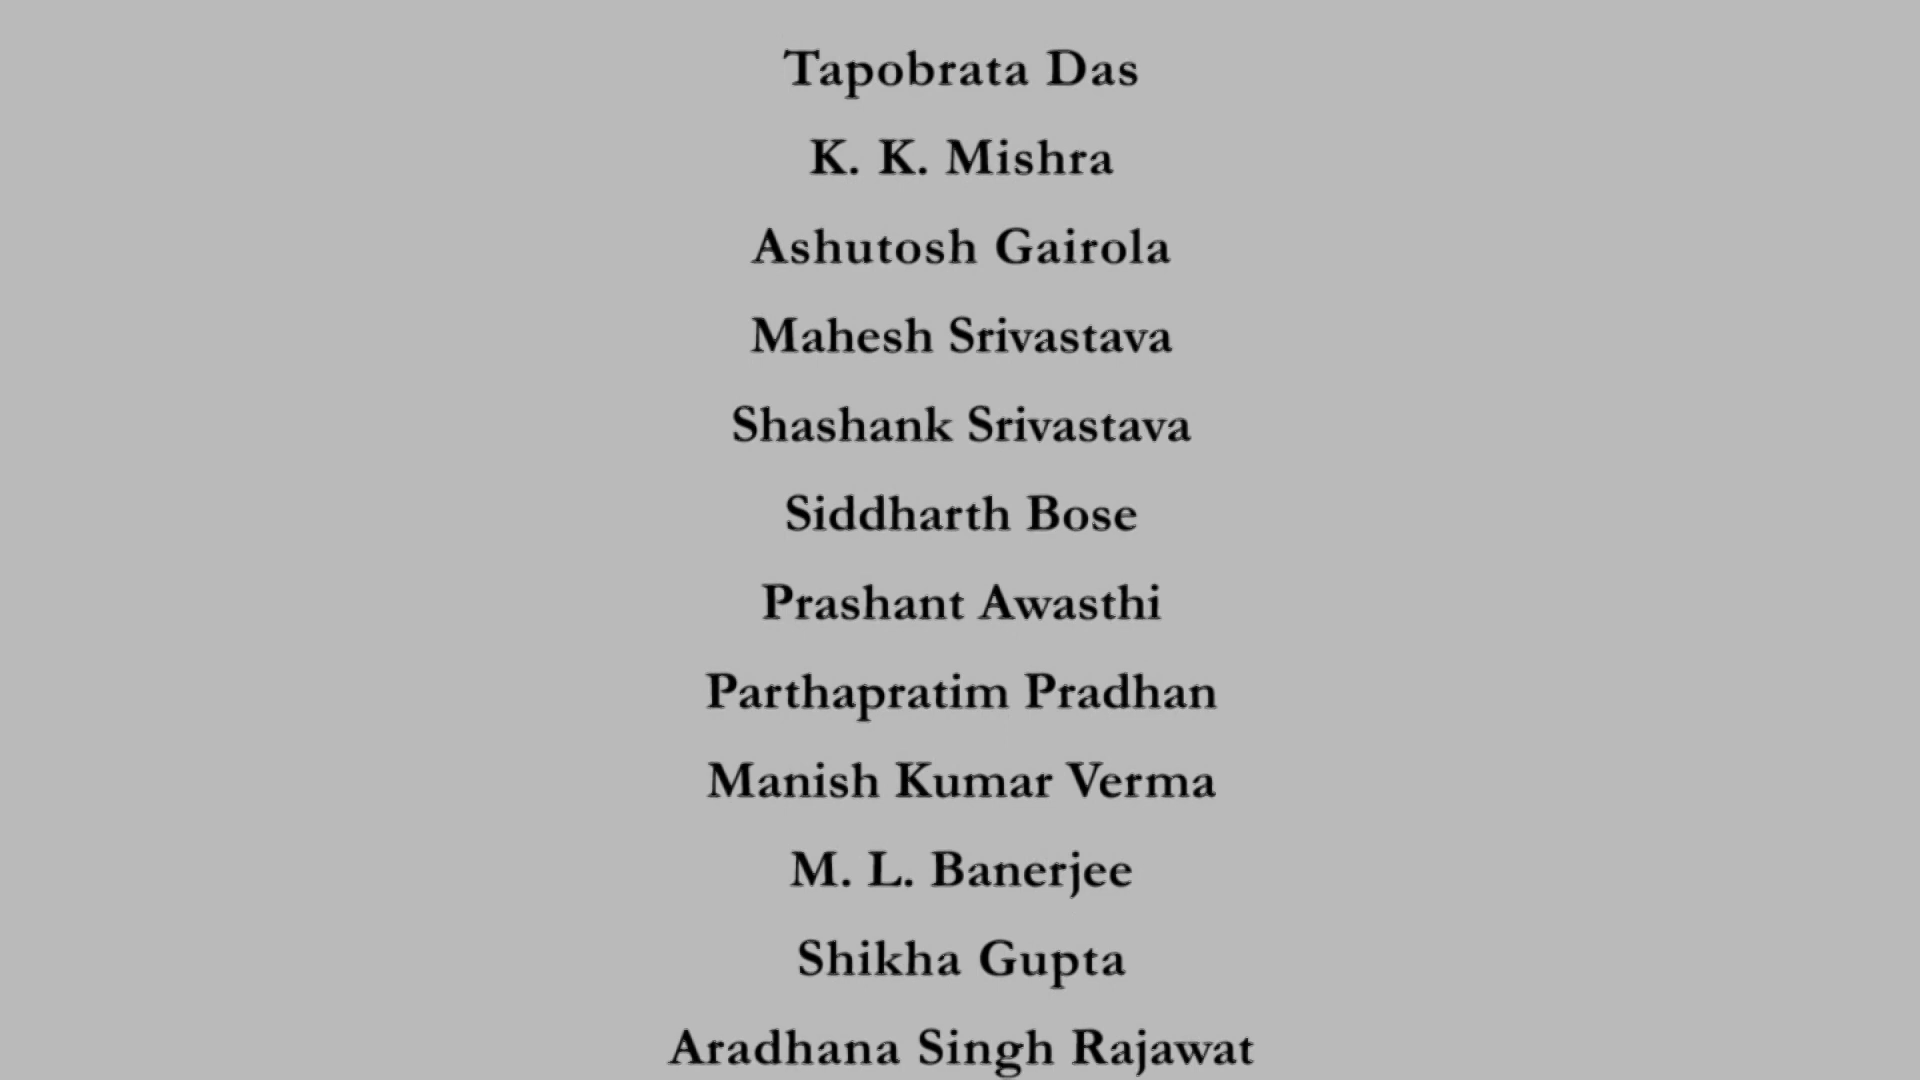 Tapobrata Das
K. K. Mishra
Ashutosh Gairola
Mahesh Srivastava
Shashank Srivastava
Siddharth Bose
Prashant Awasthi
Parthapratim Pradhan
Manish Kumar Verma
M. L. Banerjee
Shikha Gupta
Aradhana Singh Rajawat